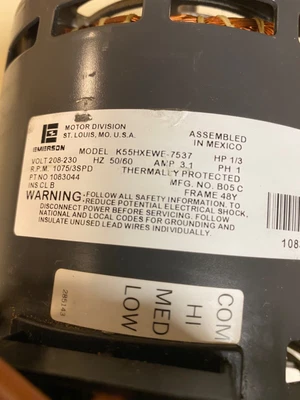 EMERSON
MOTOR DIVISION
ST. LOUIS, MO. U.S.A.
ASSEMBLED
IN MEXICO
MODEL K55HXEWE-7537 HP 1/3
VOLT 208-230 HZ 50/60 AMP 3.1 PH 1
R.P.M. 1075/3SPD THERMALLY PROTECTED
PT NO 1083044 MFG. NO. B05 C
INS CL B FRAME 48Y
WARNING FOLLOW ALL SAFETY INSTRUCTIONS TO
REDUCE POTENTIAL ELECTRICAL SHOCK,
DISCONNECT POWER BEFORE SERVICING. FOLLOW
NATIONAL AND LOCAL CODES FOR GROUNDING AND
INSULATE UNUSED LEAD WIRES INDIVIDUALLY.
1083
COM
HI
MED
LOW
285143